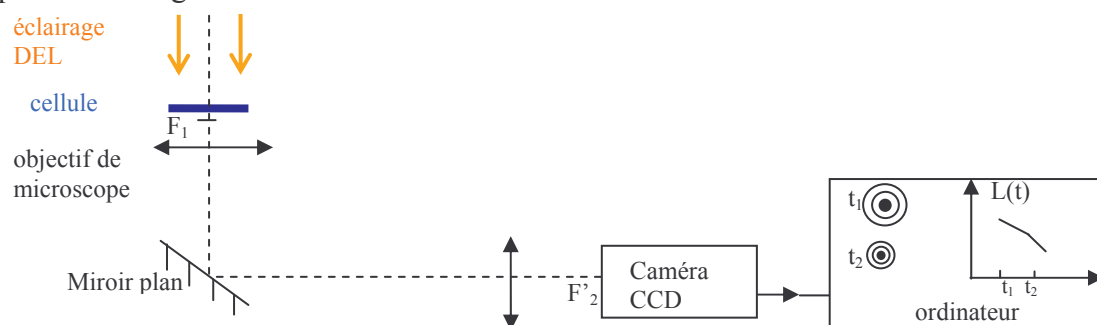 éclairage
DEL
cellule
F₁
objectif de
microscope
Miroir plan
F'₂
Caméra
CCD
t₁
t₂
L(t)
t₁ t₂
ordinateur